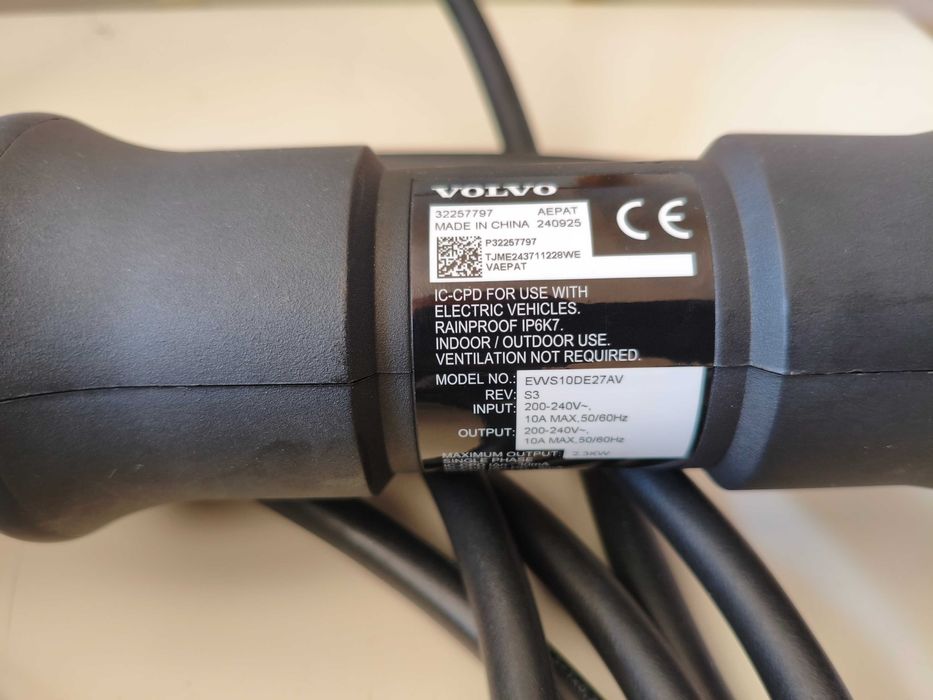 VOLVO
32257797 AEPAT
MADE IN CHINA 240925
CE
P32257797
TJME243711228WE
VAEPAT
IC-CPD FOR USE WITH
ELECTRIC VEHICLES.
RAINPROOF IP6K7.
INDOOR / OUTDOOR USE.
VENTILATION NOT REQUIRED.
MODEL NO.: EVVS10DE27AV
REV: S3
INPUT: 200-240V~,
10A MAX,50/60Hz
OUTPUT: 200-240V~,
10A MAX,50/60Hz
MAXIMUM OUTPUT: 2.3KW
SINGLE PHASE